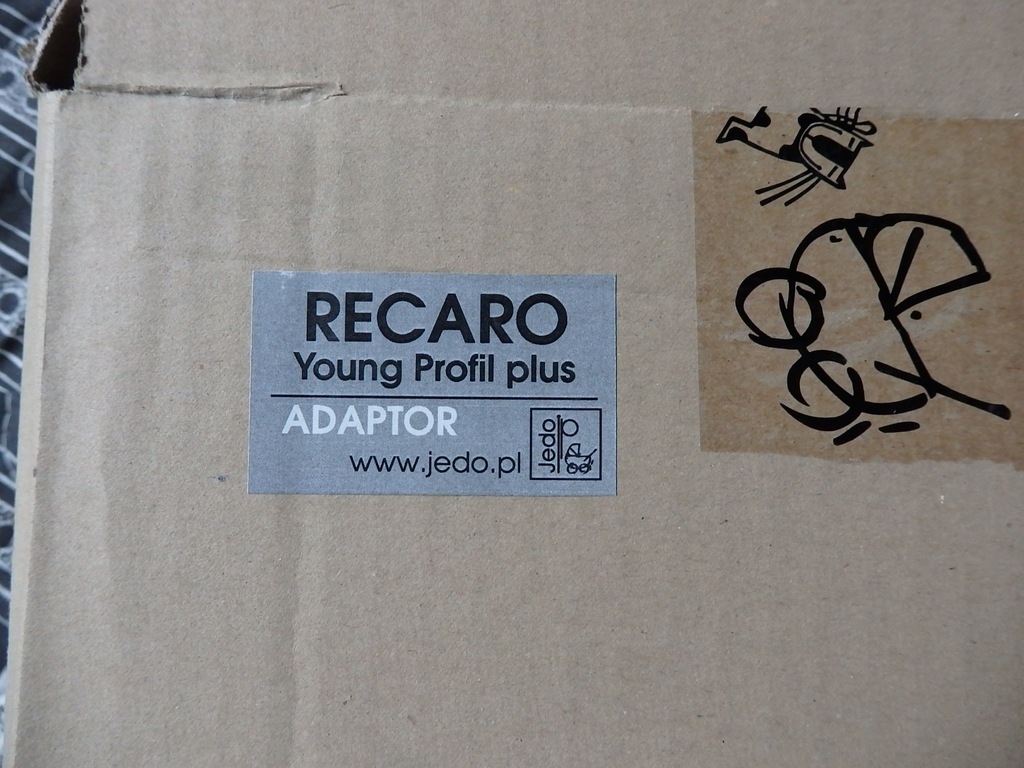 RECARO
Young Profil plus
ADAPTOR
www.jedo.pl
Jedo